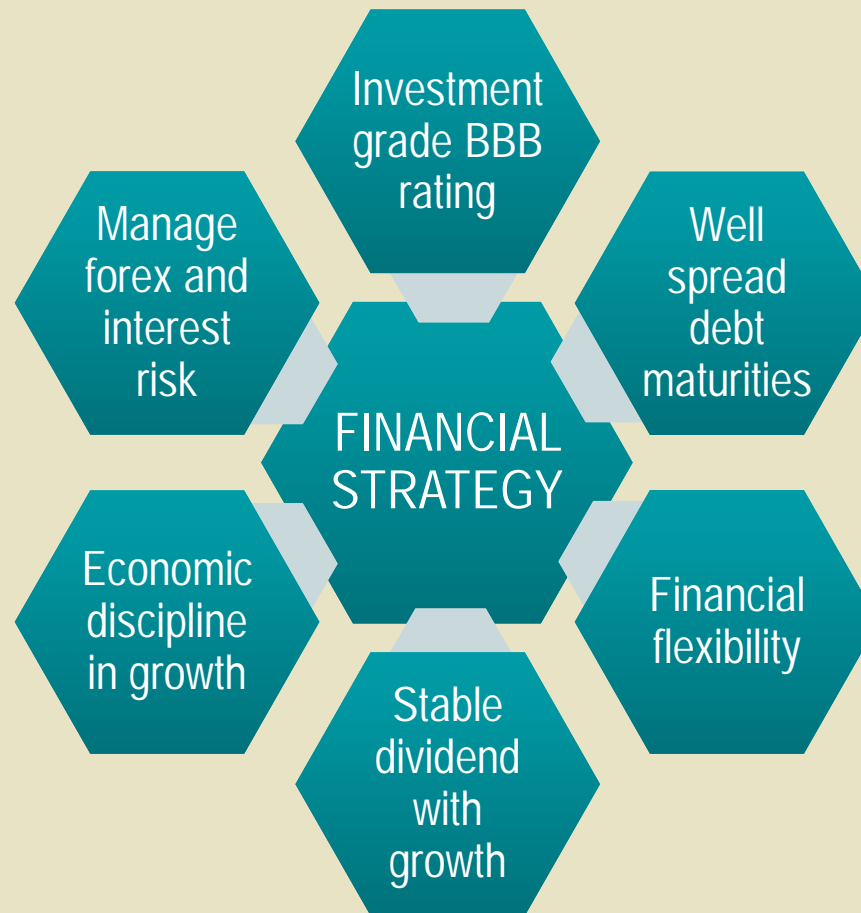 Investment
grade BBB
rating
Manage
forex and
interest
risk
Well
spread
debt
maturities
FINANCIAL
STRATEGY
Economic
discipline
in growth
Financial
flexibility
Stable
dividend
with
growth